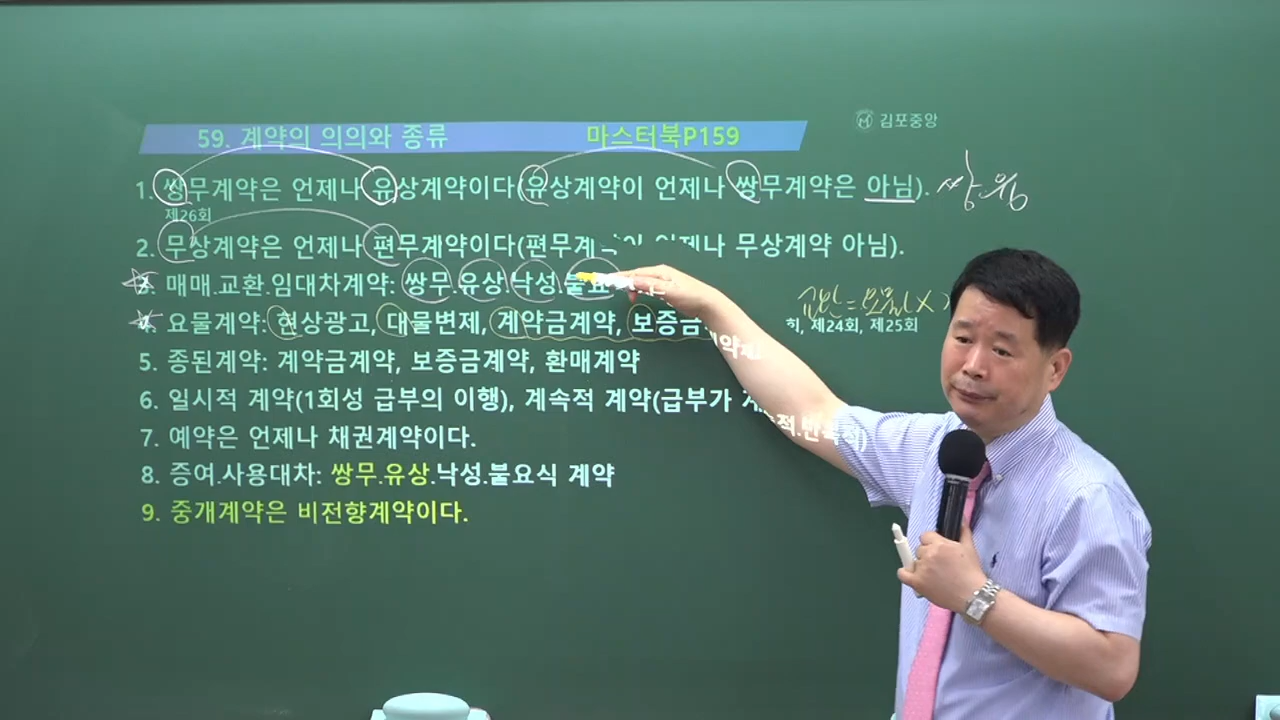 59. 계약의 의의와 종류 마스터북P159
김포중앙
1. 쌍무계약은 언제나 유상계약이다(유상계약이 언제나 쌍무계약은 아님). 쌍.유
제26회
2. 무상계약은 언제나 편무계약이다(편무계 언제나 무상계약 아님).
3. 매매.교환.임대차계약: 쌍무.유상.낙성.불요
4. 요물계약: 현상광고, 대물변제, 계약금계약, 보증금
교환=요물(X)
회, 제24회, 제25회
5. 종된계약: 계약금계약, 보증금계약, 환매계약
6. 일시적 계약(1회성 급부의 이행), 계속적 계약(급부가
7. 예약은 언제나 채권계약이다.
8. 증여.사용대차: 쌍무.유상.낙성.불요식 계약
9. 중개계약은 비전향계약이다.